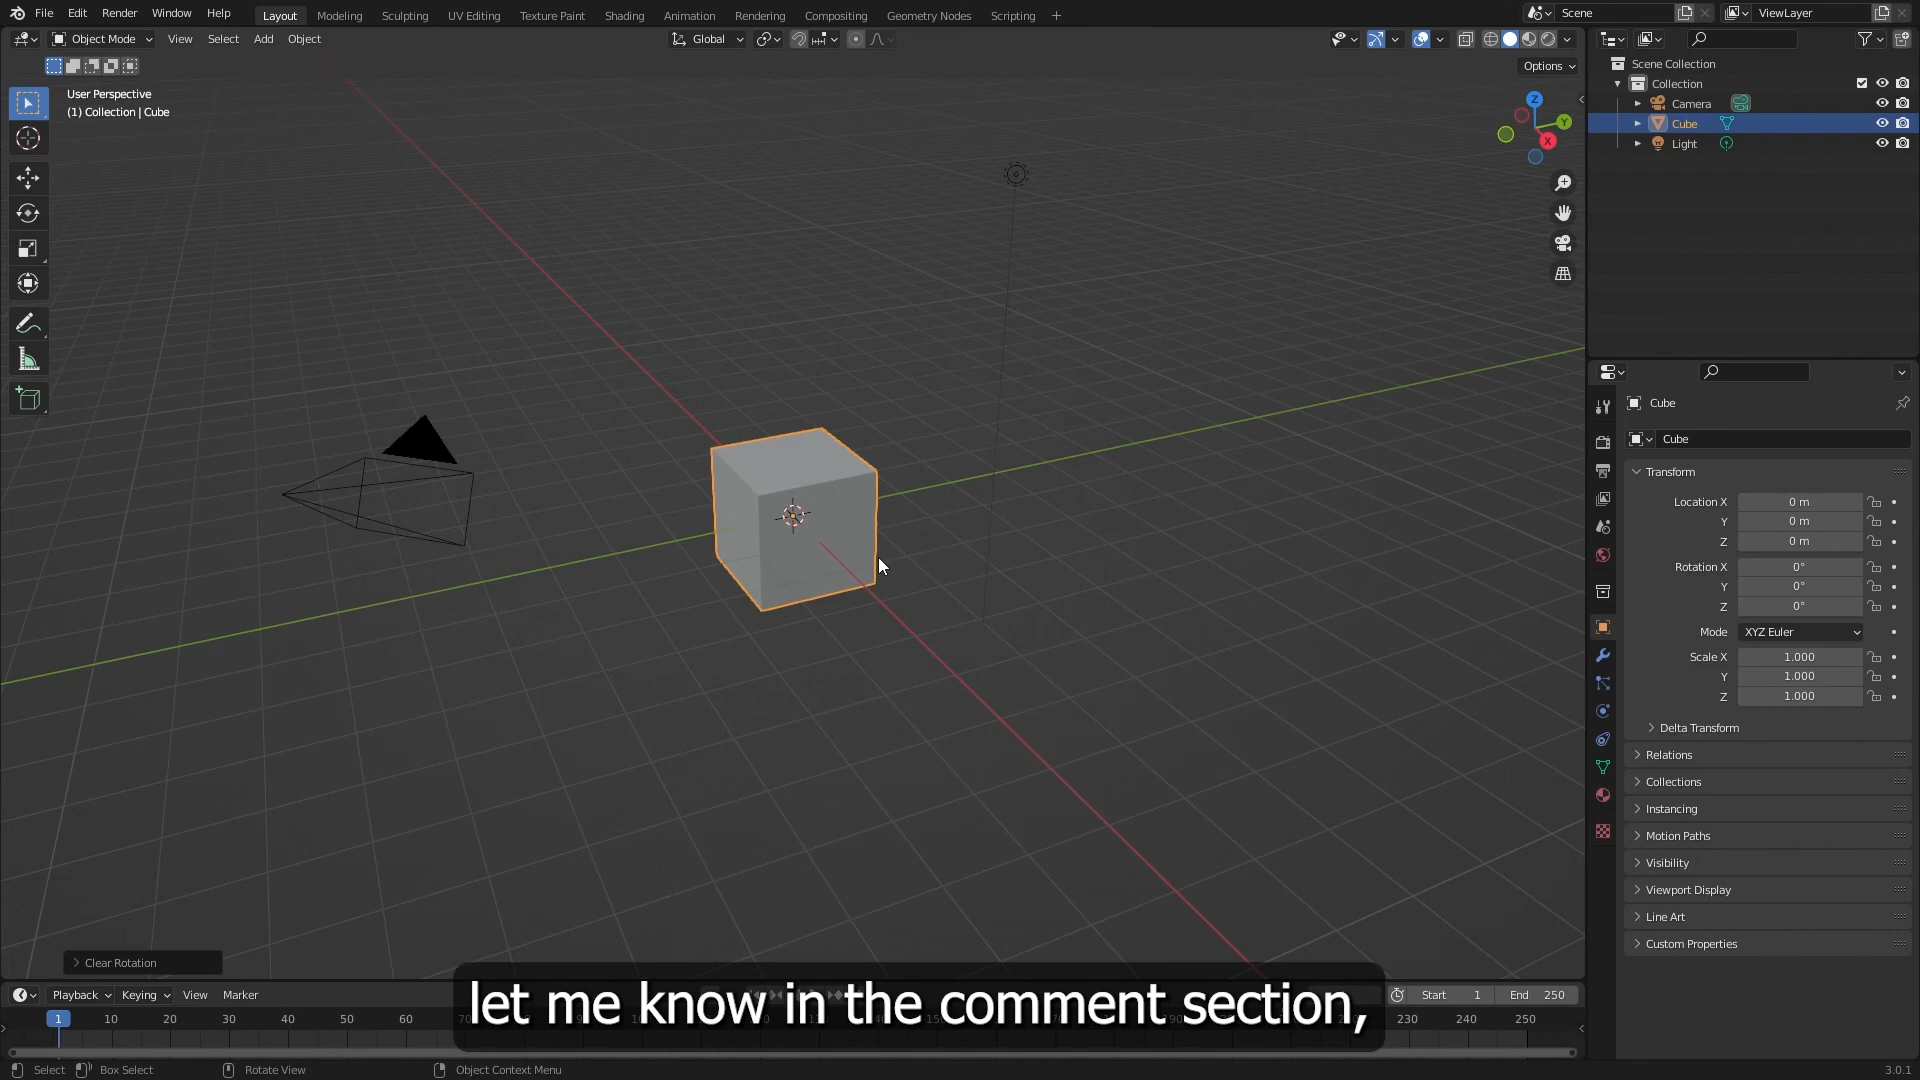 File Edit Render Window Help
Layout Modeling Sculpting UV Editing Texture Paint Shading Animation Rendering Compositing Geometry Nodes Scripting +
Scene
ViewLayer
Object Mode View Select Add Object
Global
Options
User Perspective
(1) Collection | Cube
Z
Y
X
Scene Collection
Collection
Camera
Cube
Light
Cube
Cube
Transform
Location X 0 m
Y 0 m
Z 0 m
Rotation X 0°
Y 0°
Z 0°
Mode XYZ Euler
Scale X 1.000
Y 1.000
Z 1.000
Delta Transform
Relations
Collections
Instancing
Motion Paths
Visibility
Viewport Display
Line Art
Custom Properties
Clear Rotation
Playback Keying View Marker
Start 1 End 250
1 10 20 30 40 50 60 230 240 250
let me know in the comment section,
Select Box Select Rotate View Object Context Menu
3.0.1